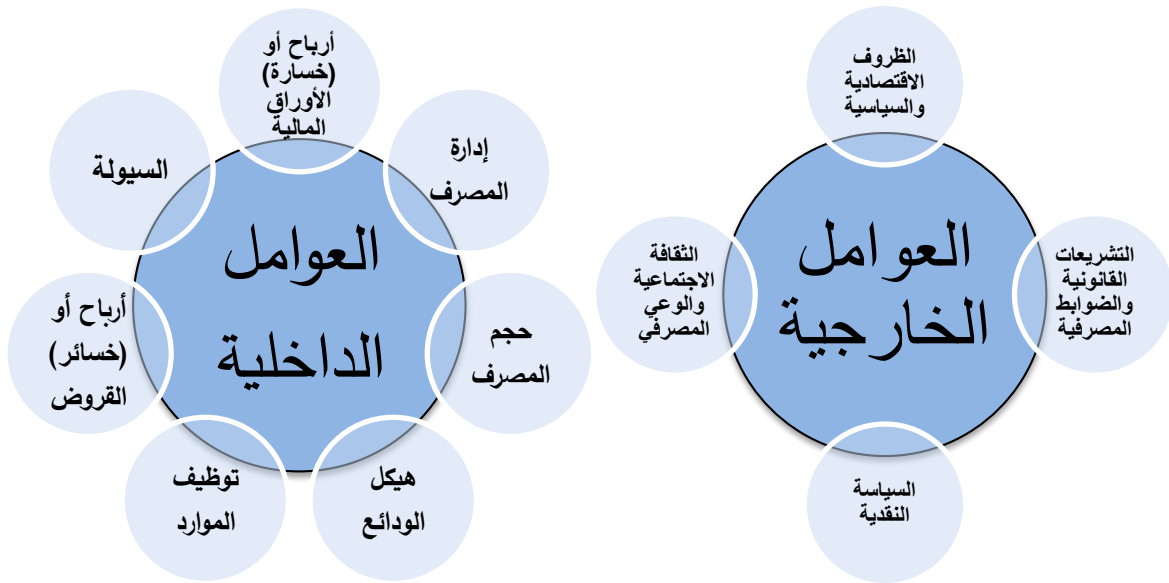 العوامل
الخارجية
الظروف
الاقتصادية
والسياسية
التشريعات
القانونية
والضوابط
المصرفية
السياسة
النقدية
الثقافة
الاجتماعية
والوعي
المصرفي
العوامل
الداخلية
أرباح أو
(خسارة)
الأوراق
المالية
إدارة
المصرف
حجم
المصرف
هيكل
الودائع
توظيف
الموارد
أرباح أو
(خسائر)
القروض
السيولة